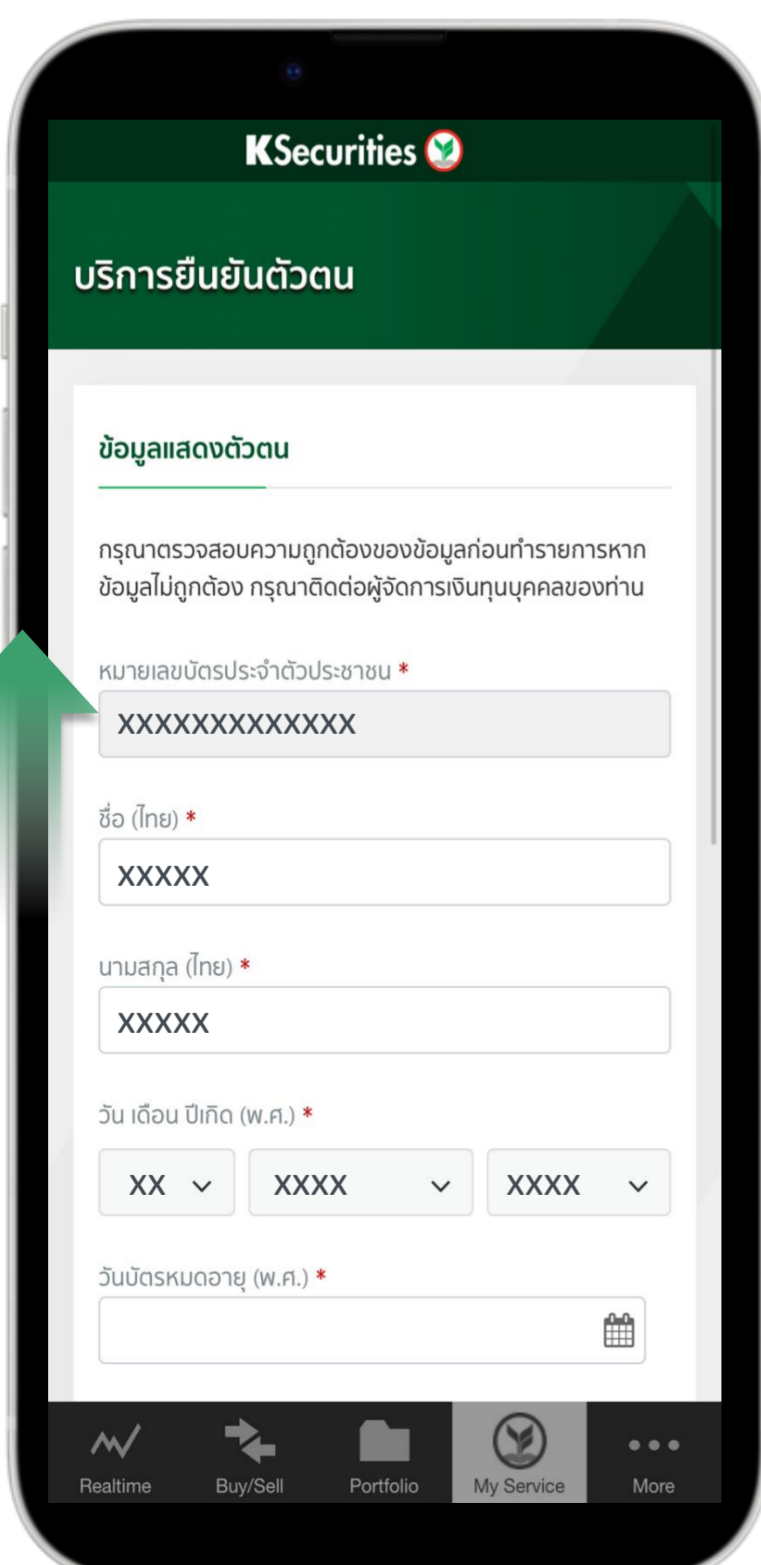 KSecurities
บริการยืนยันตัวตน
ข้อมูลแสดงตัวตน
กรุณาตรวจสอบความถูกต้องของข้อมูลก่อนทำรายการหาก
ข้อมูลไม่ถูกต้อง กรุณาติดต่อผู้จัดการเงินทุนบุคคลของท่าน
หมายเลขบัตรประจำตัวประชาชน *
XXXXXXXXXXXXX
ชื่อ (ไทย) *
XXXXX
นามสกุล (ไทย) *
XXXXX
วัน เดือน ปีเกิด (พ.ศ.) *
XX XXXX XXXX
วันบัตรหมดอายุ (พ.ศ.) *
Realtime Buy/Sell Portfolio My Service More